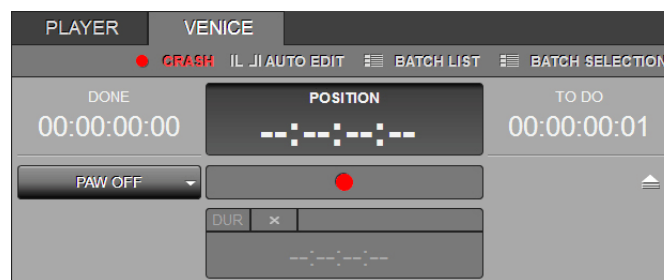 PLAYER VENICE
CRASH AUTO EDIT BATCH LIST BATCH SELECTION
DONE POSITION TO DO
00:00:00:00 --:--:--:-- 00:00:00:01
PAW OFF
DUR ×
--:--:--:--